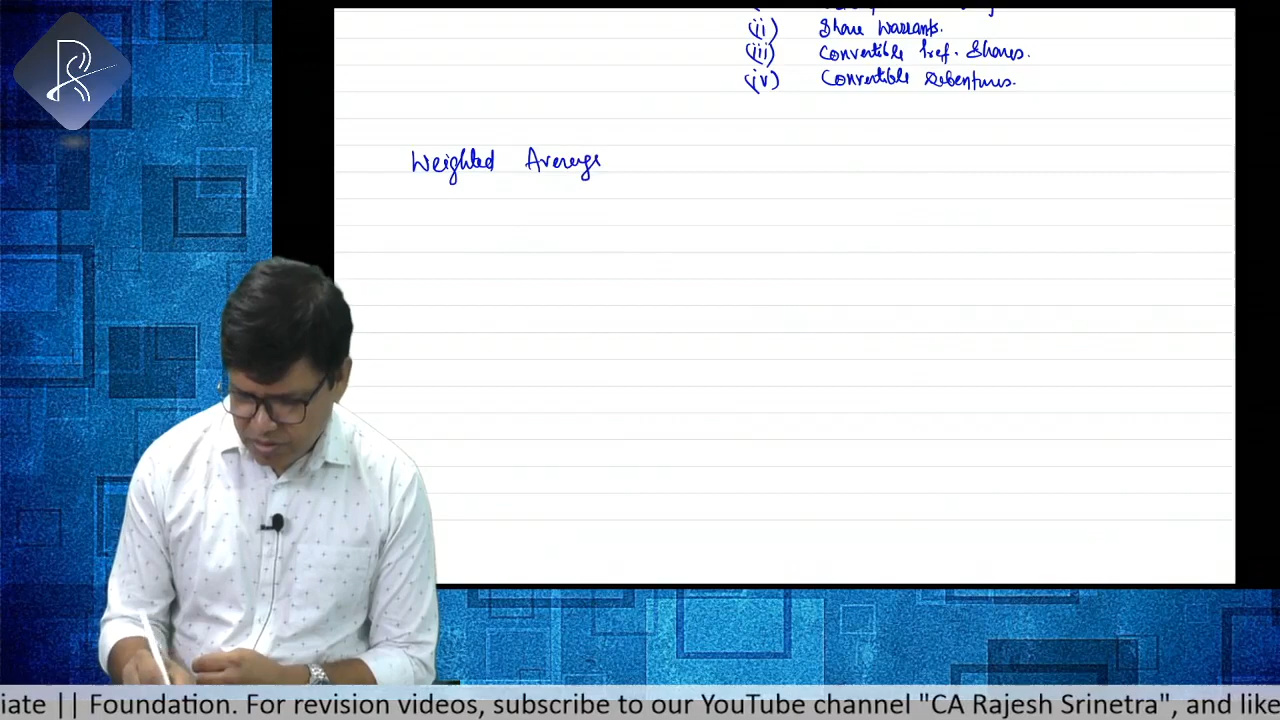 (ii) Share Warrants.
(iii) Convertible Pref. Shares.
(iv) Convertible Debentures.
Weighted Average
iate || Foundation. For revision videos, subscribe to our YouTube channel "CA Rajesh Srinetra", and like